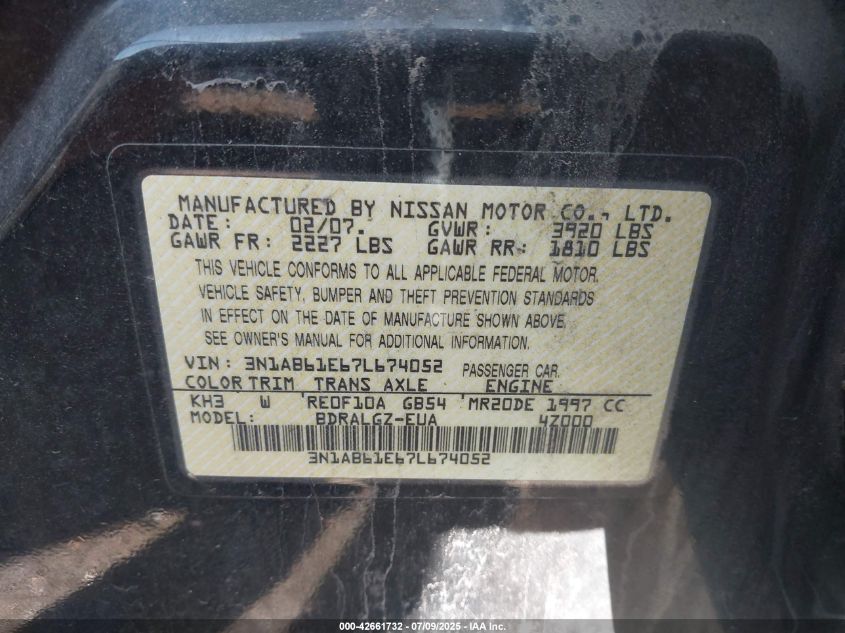 MANUFACTURED BY NISSAN MOTOR CO., LTD.
DATE: 02/07. GVWR: 3920 LBS
GAWR FR: 2227 LBS GAWR RR: 1810 LBS
THIS VEHICLE CONFORMS TO ALL APPLICABLE FEDERAL MOTOR
VEHICLE SAFETY, BUMPER AND THEFT PREVENTION STANDARDS
IN EFFECT ON THE DATE OF MANUFACTURE SHOWN ABOVE.
SEE OWNER'S MANUAL FOR ADDITIONAL INFORMATION.
VIN: 3N1AB61E67L674052 PASSENGER CAR
COLOR TRIM TRANS AXLE ENGINE
KH3 W RE0F10A GB54 MR20DE 1997 CC
MODEL: BDRALGZ-EUA 4Z000
3N1AB61E67L674052
000-42661732 - 07/09/2025 - IAA Inc.